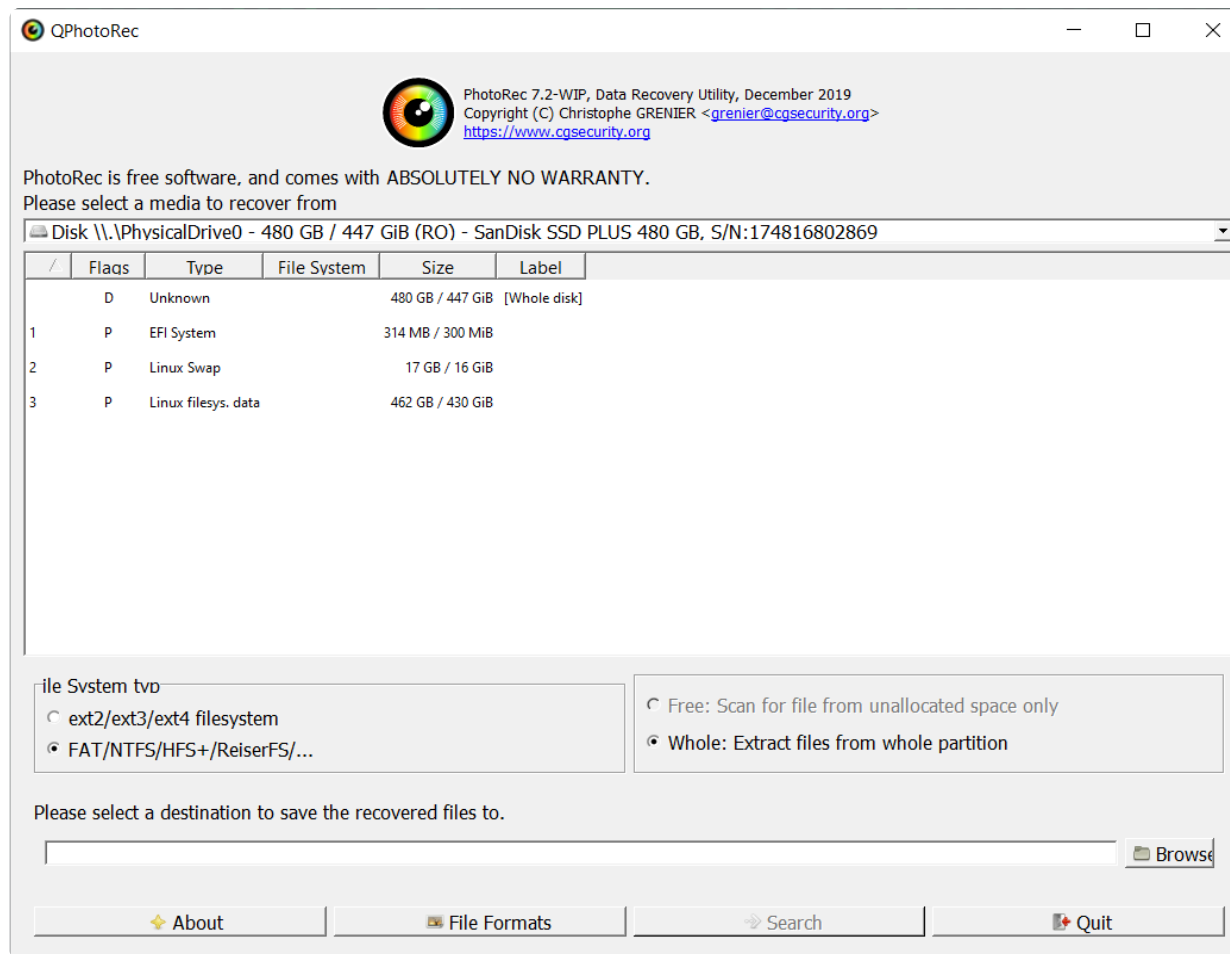 QPhotoRec
PhotoRec 7.2-WIP, Data Recovery Utility, December 2019
Copyright (C) Christophe GRENIER <grenier@cgsecurity.org>
https://www.cgsecurity.org
PhotoRec is free software, and comes with ABSOLUTELY NO WARRANTY.
Please select a media to recover from
Disk \\.\PhysicalDrive0 - 480 GB / 447 GiB (RO) - SanDisk SSD PLUS 480 GB, S/N:174816802869
Flags Type File System Size Label
D Unknown 480 GB / 447 GiB [Whole disk]
1 P EFI System 314 MB / 300 MiB
2 P Linux Swap 17 GB / 16 GiB
3 P Linux filesys. data 462 GB / 430 GiB
ile System typ
ext2/ext3/ext4 filesystem
FAT/NTFS/HFS+/ReiserFS/...
Free: Scan for file from unallocated space only
Whole: Extract files from whole partition
Please select a destination to save the recovered files to.
Browse
About File Formats Search Quit